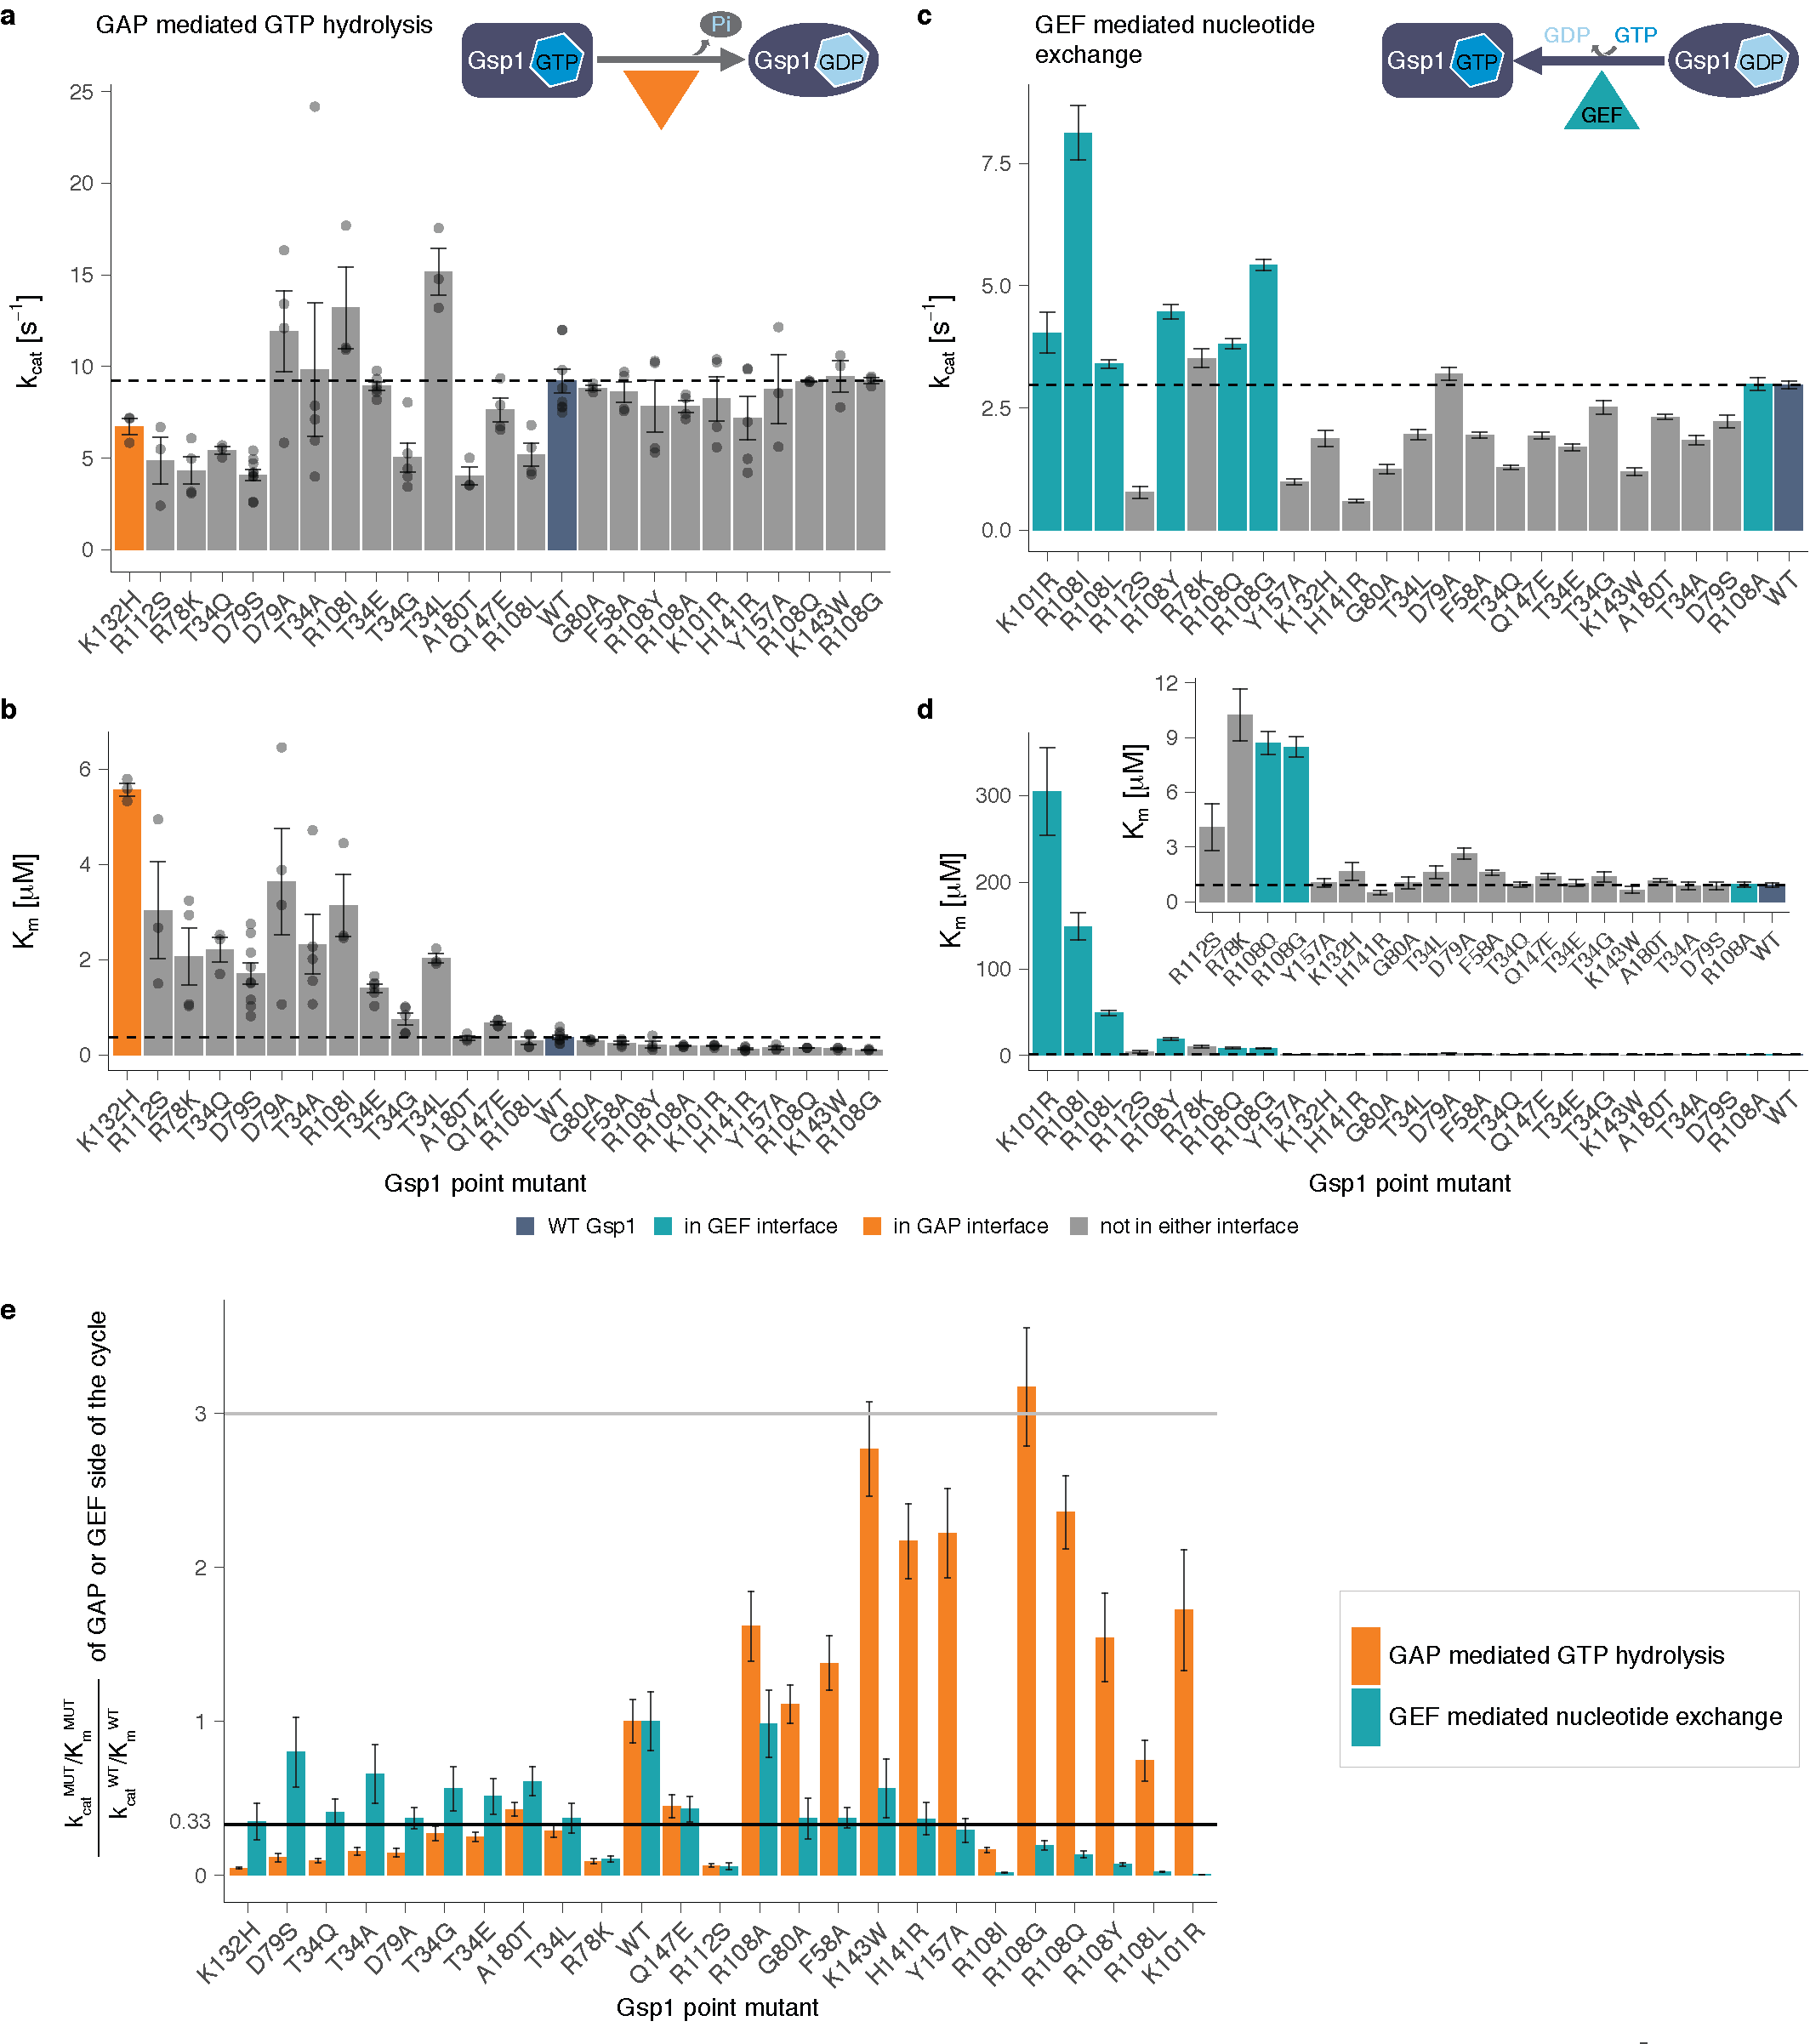 a
GAP mediated GTP hydrolysis
Gsp1 GTP
Pi
Gsp1 GDP
25
20
15
10
5
0
kcat [s−1]
K132H R112S R78K T34Q D79S D79A T34A R108I T34E T34G T34L A180T Q147E R108L WT G80A F58A R108Y R108A K101R H141R Y157A R108Q K143W R108G
c
GEF mediated nucleotide
exchange
Gsp1 GTP
GDP GTP
GEF
Gsp1 GDP
7.5
5.0
2.5
0.0
kcat [s−1]
K101R R108I R108L R112S R108Y R78K R108Q R108G Y157A K132H H141R G80A T34L D79A F58A T34Q Q147E T34E T34G K143W A180T T34A D79S R108A WT
b
6
4
2
0
Km [μM]
K132H R112S R78K T34Q D79S D79A T34A R108I T34E T34G T34L A180T Q147E R108L WT G80A F58A R108Y R108A K101R H141R Y157A R108Q K143W R108G
Gsp1 point mutant
d
300
200
100
0
Km [μM]
12
9
6
3
0
Km [μM]
R112S R78K R108Q R108G Y157A K132H H141R G80A T34L D79A F58A T34Q Q147E T34E T34G K143W A180T T34A D79S R108A WT
K101R R108I R108L R112S R108Y R78K R108Q R108G Y157A K132H H141R G80A T34L D79A F58A T34Q Q147E T34E T34G K143W A180T T34A D79S R108A WT
Gsp1 point mutant
WT Gsp1 in GEF interface in GAP interface not in either interface
e
kcatMUT/KmMUT
kcatWT/KmWT
of GAP or GEF side of the cycle
3
2
1
0.33
0
K132H D79S T34Q T34A D79A T34G T34E A180T T34L R78K WT Q147E R112S R108A G80A F58A K143W H141R Y157A R108I R108G R108Q R108Y R108L K101R
Gsp1 point mutant
GAP mediated GTP hydrolysis
GEF mediated nucleotide exchange